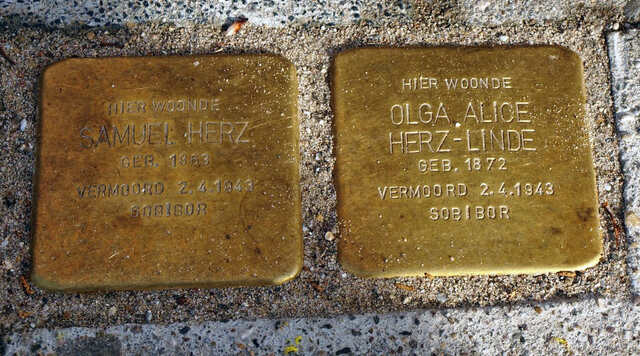 HIER WOONDE
SAMUEL HERZ
GEB. 1863
VERMOORD 2.4.1943
SOBIBOR
HIER WOONDE
OLGA ALICE
HERZ-LINDE
GEB. 1872
VERMOORD 2.4.1943
SOBIBOR